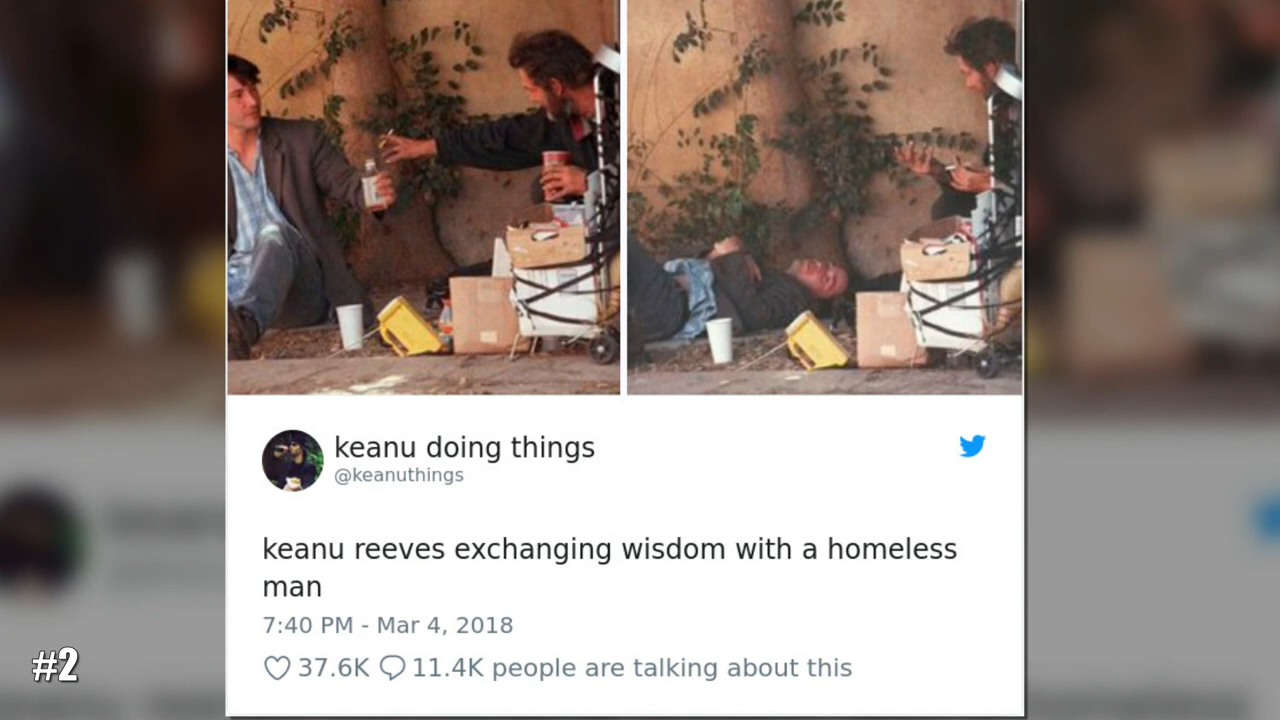 keanu doing things
@keanuthings
keanu reeves exchanging wisdom with a homeless
man
7:40 PM - Mar 4, 2018
37.6K 11.4K people are talking about this
#2